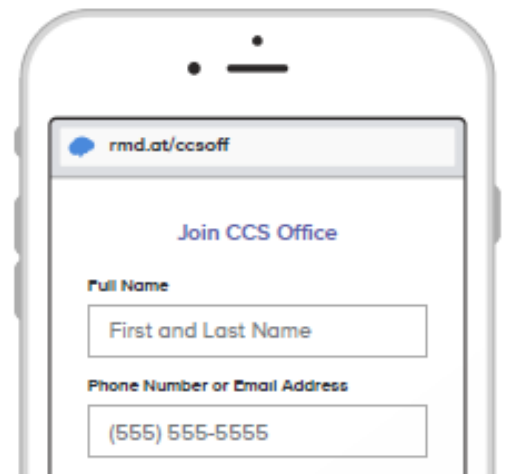 rmd.at/ccsoff
Join CCS Office
Full Name
First and Last Name
Phone Number or Email Address
(555) 555-5555